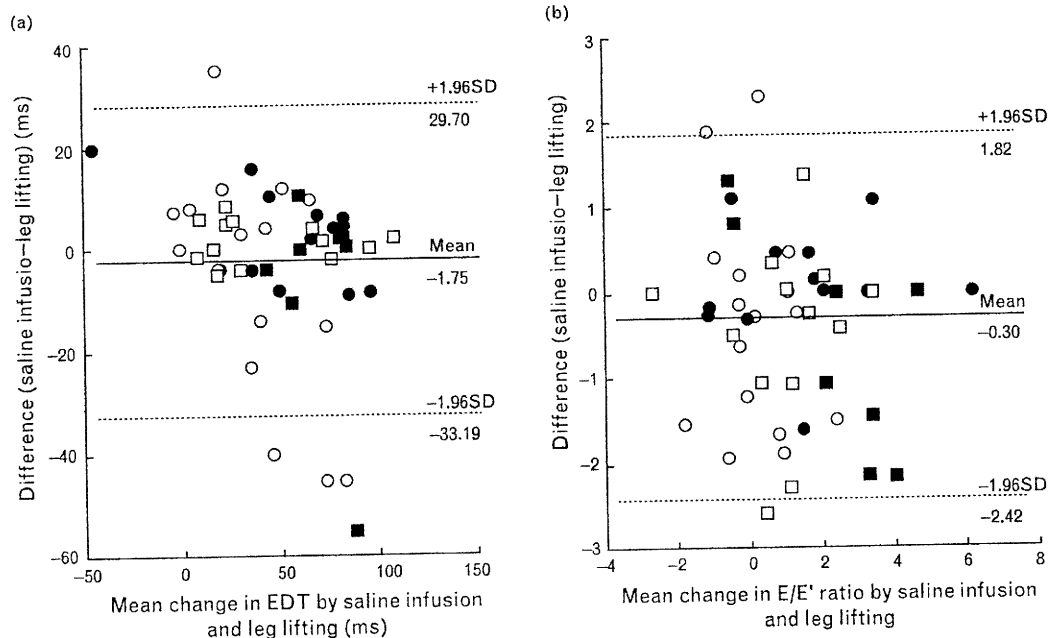 (a)
Difference (saline infusio–leg lifting) (ms)
40
20
0
−20
−40
−60
+1.96SD
29.70
Mean
−1.75
−1.96SD
−33.19
−50
0
50
100
150
Mean change in EDT by saline infusion
and leg lifting (ms)
(b)
Difference (saline infusio–leg lifting)
3
2
1
0
−1
−2
−3
+1.96SD
1.82
Mean
−0.30
−1.96SD
−2.42
−4
−2
0
2
4
6
8
Mean change in E/E' ratio by saline infusion
and leg lifting